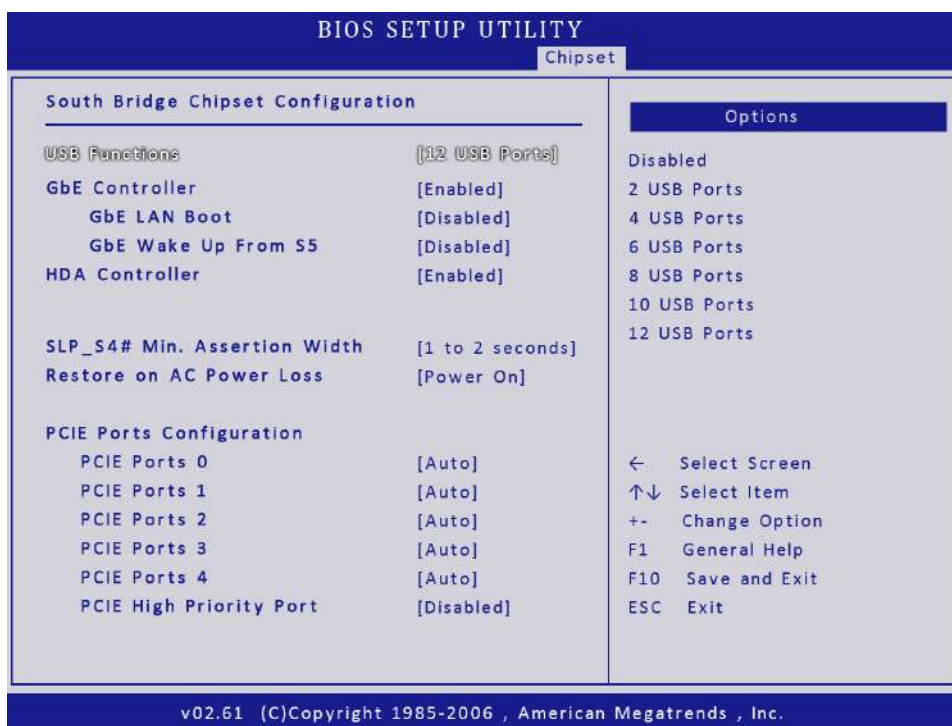 BIOS SETUP UTILITY
Chipset
South Bridge Chipset Configuration
USB Functions [12 USB Ports]
GbE Controller [Enabled]
GbE LAN Boot [Disabled]
GbE Wake Up From S5 [Disabled]
HDA Controller [Enabled]
SLP_S4# Min. Assertion Width [1 to 2 seconds]
Restore on AC Power Loss [Power On]
PCIE Ports Configuration
PCIE Ports 0 [Auto]
PCIE Ports 1 [Auto]
PCIE Ports 2 [Auto]
PCIE Ports 3 [Auto]
PCIE Ports 4 [Auto]
PCIE High Priority Port [Disabled]
Options
Disabled
2 USB Ports
4 USB Ports
6 USB Ports
8 USB Ports
10 USB Ports
12 USB Ports
← Select Screen
↑↓ Select Item
+- Change Option
F1 General Help
F10 Save and Exit
ESC Exit
v02.61 (C)Copyright 1985-2006 , American Megatrends , Inc.